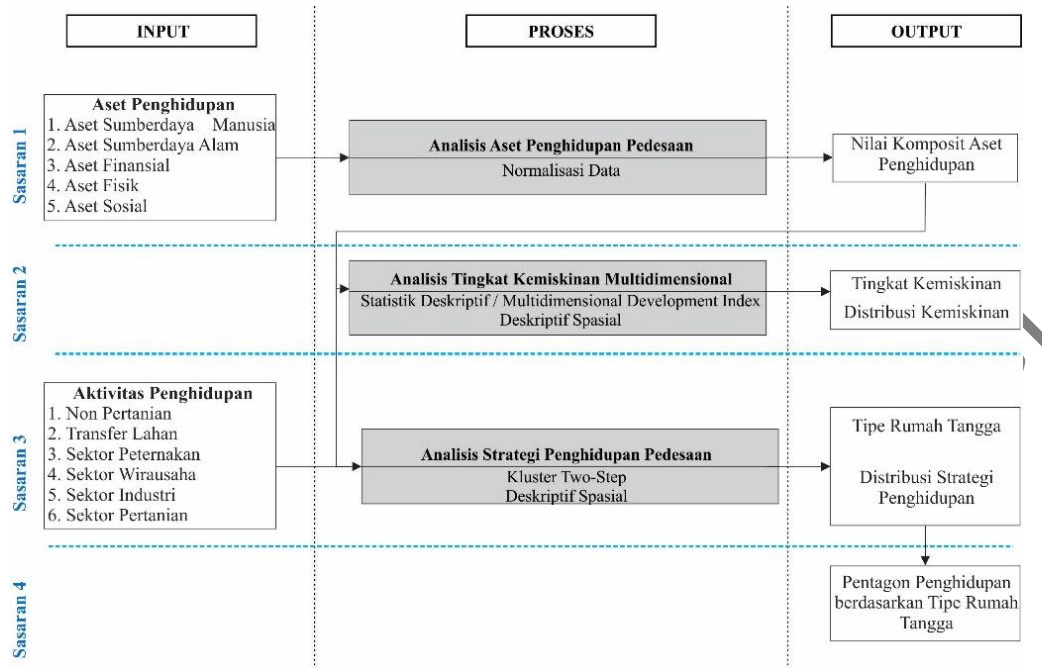 INPUT
PROSES
OUTPUT
Sasaran 1
Aset Penghidupan
1. Aset Sumberdaya Manusia
2. Aset Sumberdaya Alam
3. Aset Finansial
4. Aset Fisik
5. Aset Sosial
Analisis Aset Penghidupan Pedesaan
Normalisasi Data
Nilai Komposit Aset
Penghidupan
Sasaran 2
Analisis Tingkat Kemiskinan Multidimensional
Statistik Deskriptif / Multidimensional Development Index
Deskriptif Spasial
Tingkat Kemiskinan
Distribusi Kemiskinan
Sasaran 3
Aktivitas Penghidupan
1. Non Pertanian
2. Transfer Lahan
3. Sektor Peternakan
4. Sektor Wirausaha
5. Sektor Industri
6. Sektor Pertanian
Analisis Strategi Penghidupan Pedesaan
Kluster Two-Step
Deskriptif Spasial
Tipe Rumah Tangga
Distribusi Strategi
Penghidupan
Sasaran 4
Pentagon Penghidupan
berdasarkan Tipe Rumah
Tangga